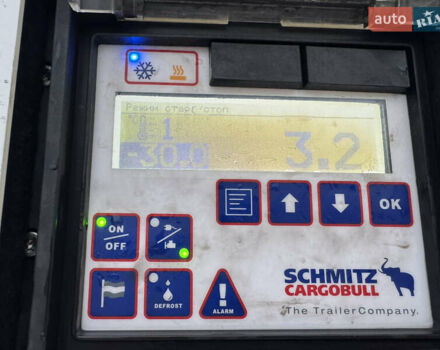 auto RIA
Режим старт/стоп
°C 1
-30.0
3.2
OK
ON
OFF
DEFROST
ALARM
SCHMITZ
CARGOBULL
The TrailerCompany.